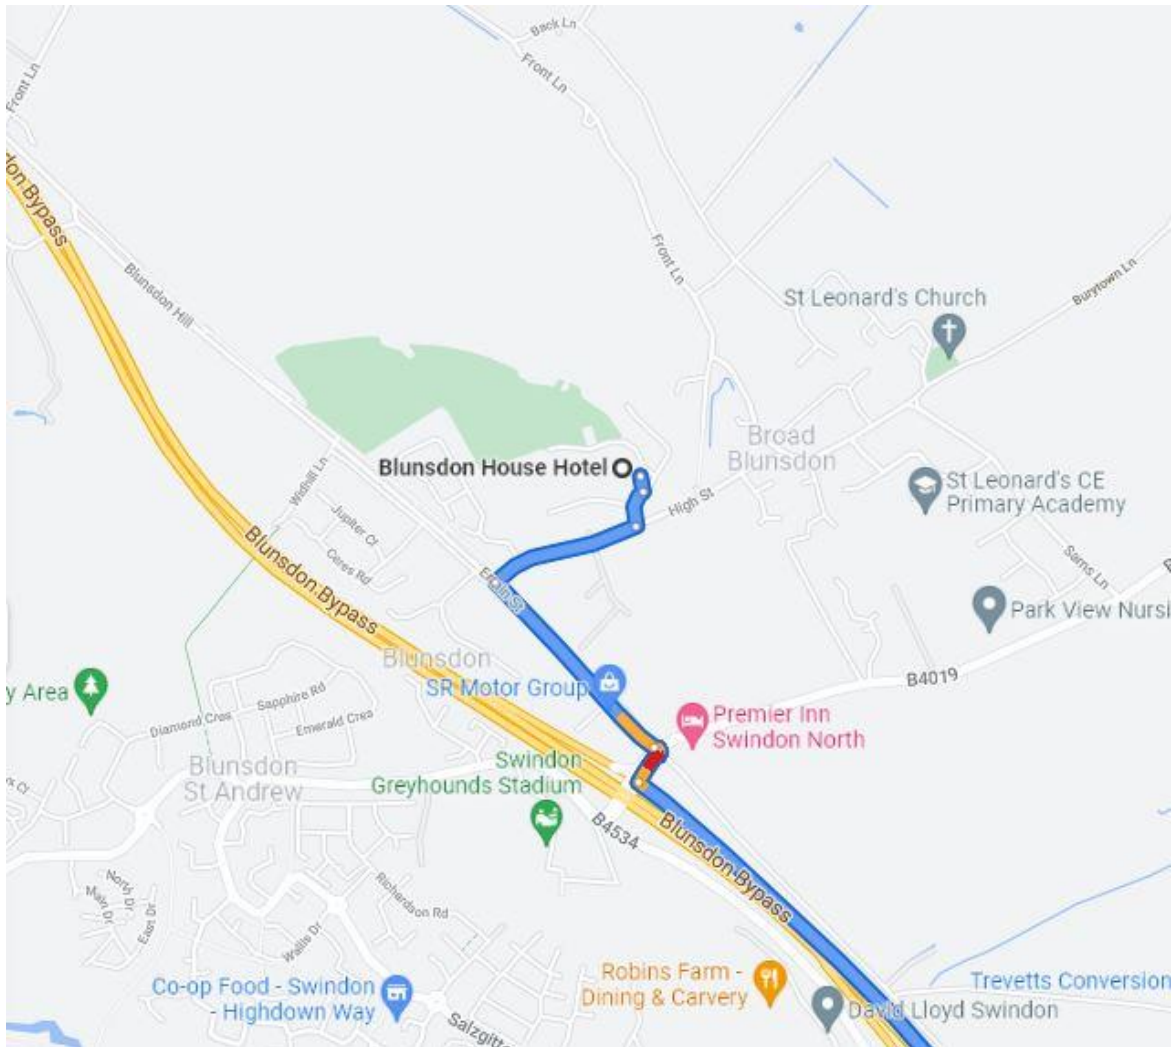 Back Ln
Front Ln
Front Ln
don Bypass
Blunsdon Hill
Front Ln
Burytown Ln
St Leonard's Church
Broad
Blunsdon
Blunsdon House Hotel
High St
St Leonard's CE
Primary Academy
Widhill Ln
Jupiter Cl
Ceres Rd
Blunsdon Bypass
Ermin St
Sams Ln
Park View Nursi
B4019
Blunsdon
SR Motor Group
Premier Inn
Swindon North
y Area
Diamond Cres
Sapphire Rd
Emerald Cres
Blunsdon
St Andrew
Swindon
Greyhounds Stadium
B4534
Blunsdon Bypass
North Dr
Main Dr
East Dr
Richardson Rd
Wallis Dr
Co-op Food - Swindon
- Highdown Way
Salzgitt
Robins Farm -
Dining & Carvery
Trevetts Conversion
David Lloyd Swindon